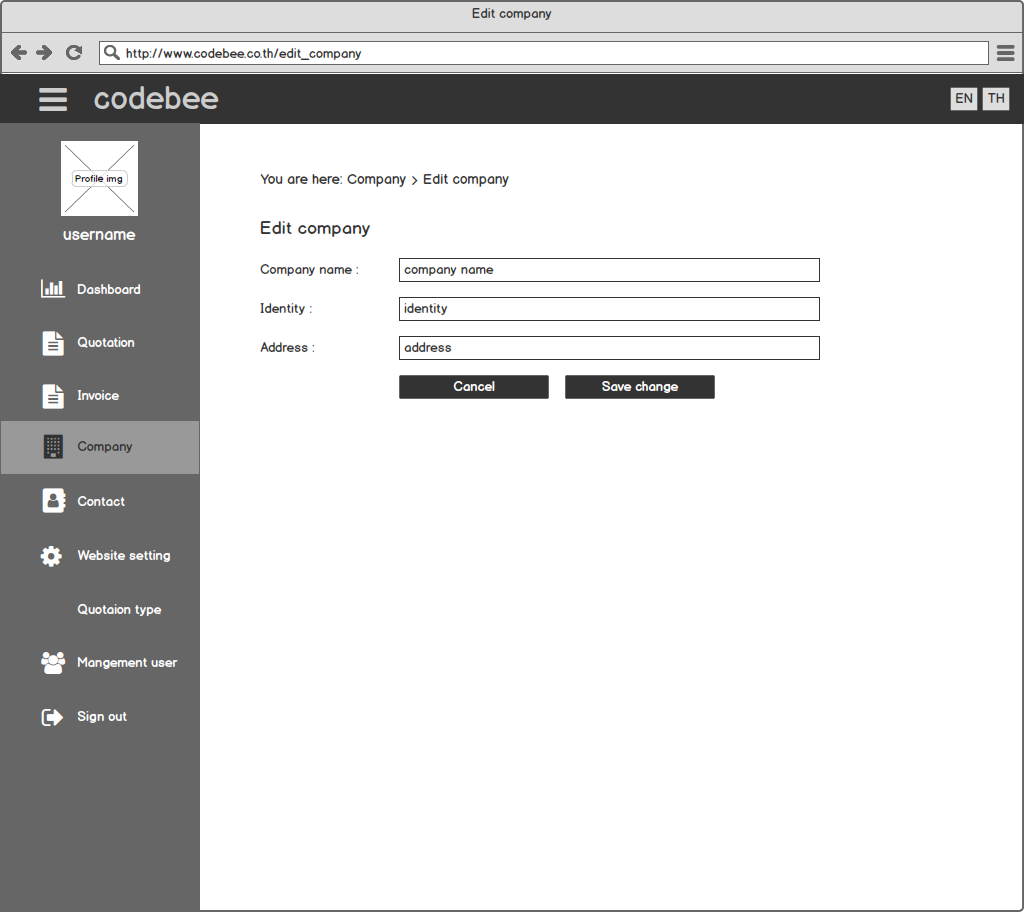 Edit company
http://www.codebee.co.th/edit_company
codebee
EN TH
Profile img
username
Dashboard
Quotation
Invoice
Company
Contact
Website setting
Quotaion type
Mangement user
Sign out
You are here: Company > Edit company
Edit company
Company name : company name
Identity : identity
Address : address
Cancel Save change